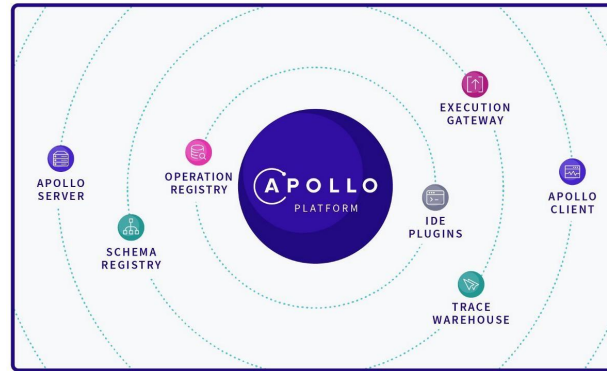 EXECUTION
GATEWAY
APOLLO
SERVER
OPERATION
REGISTRY
APOLLO
PLATFORM
IDE
PLUGINS
APOLLO
CLIENT
SCHEMA
REGISTRY
TRACE
WAREHOUSE